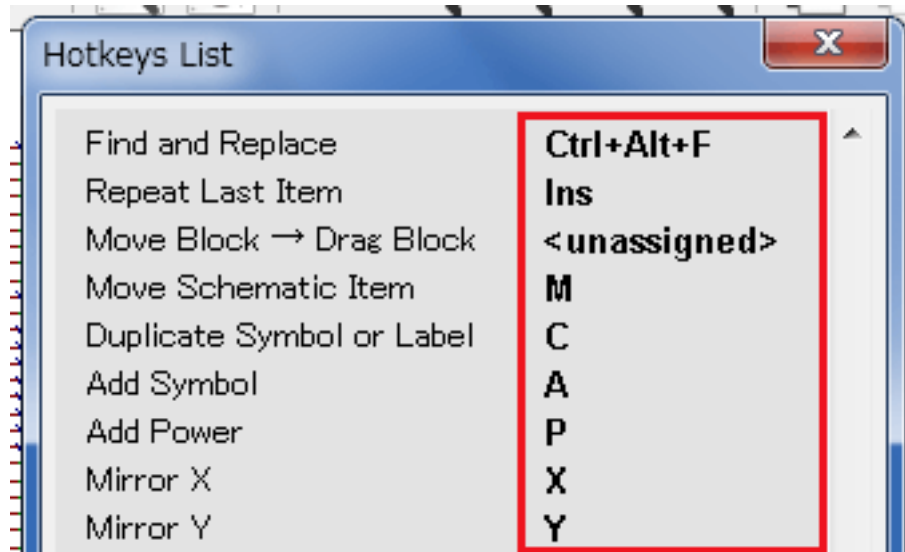 Hotkeys List
Find and Replace Ctrl+Alt+F
Repeat Last Item Ins
Move Block → Drag Block <unassigned>
Move Schematic Item M
Duplicate Symbol or Label C
Add Symbol A
Add Power P
Mirror X X
Mirror Y Y